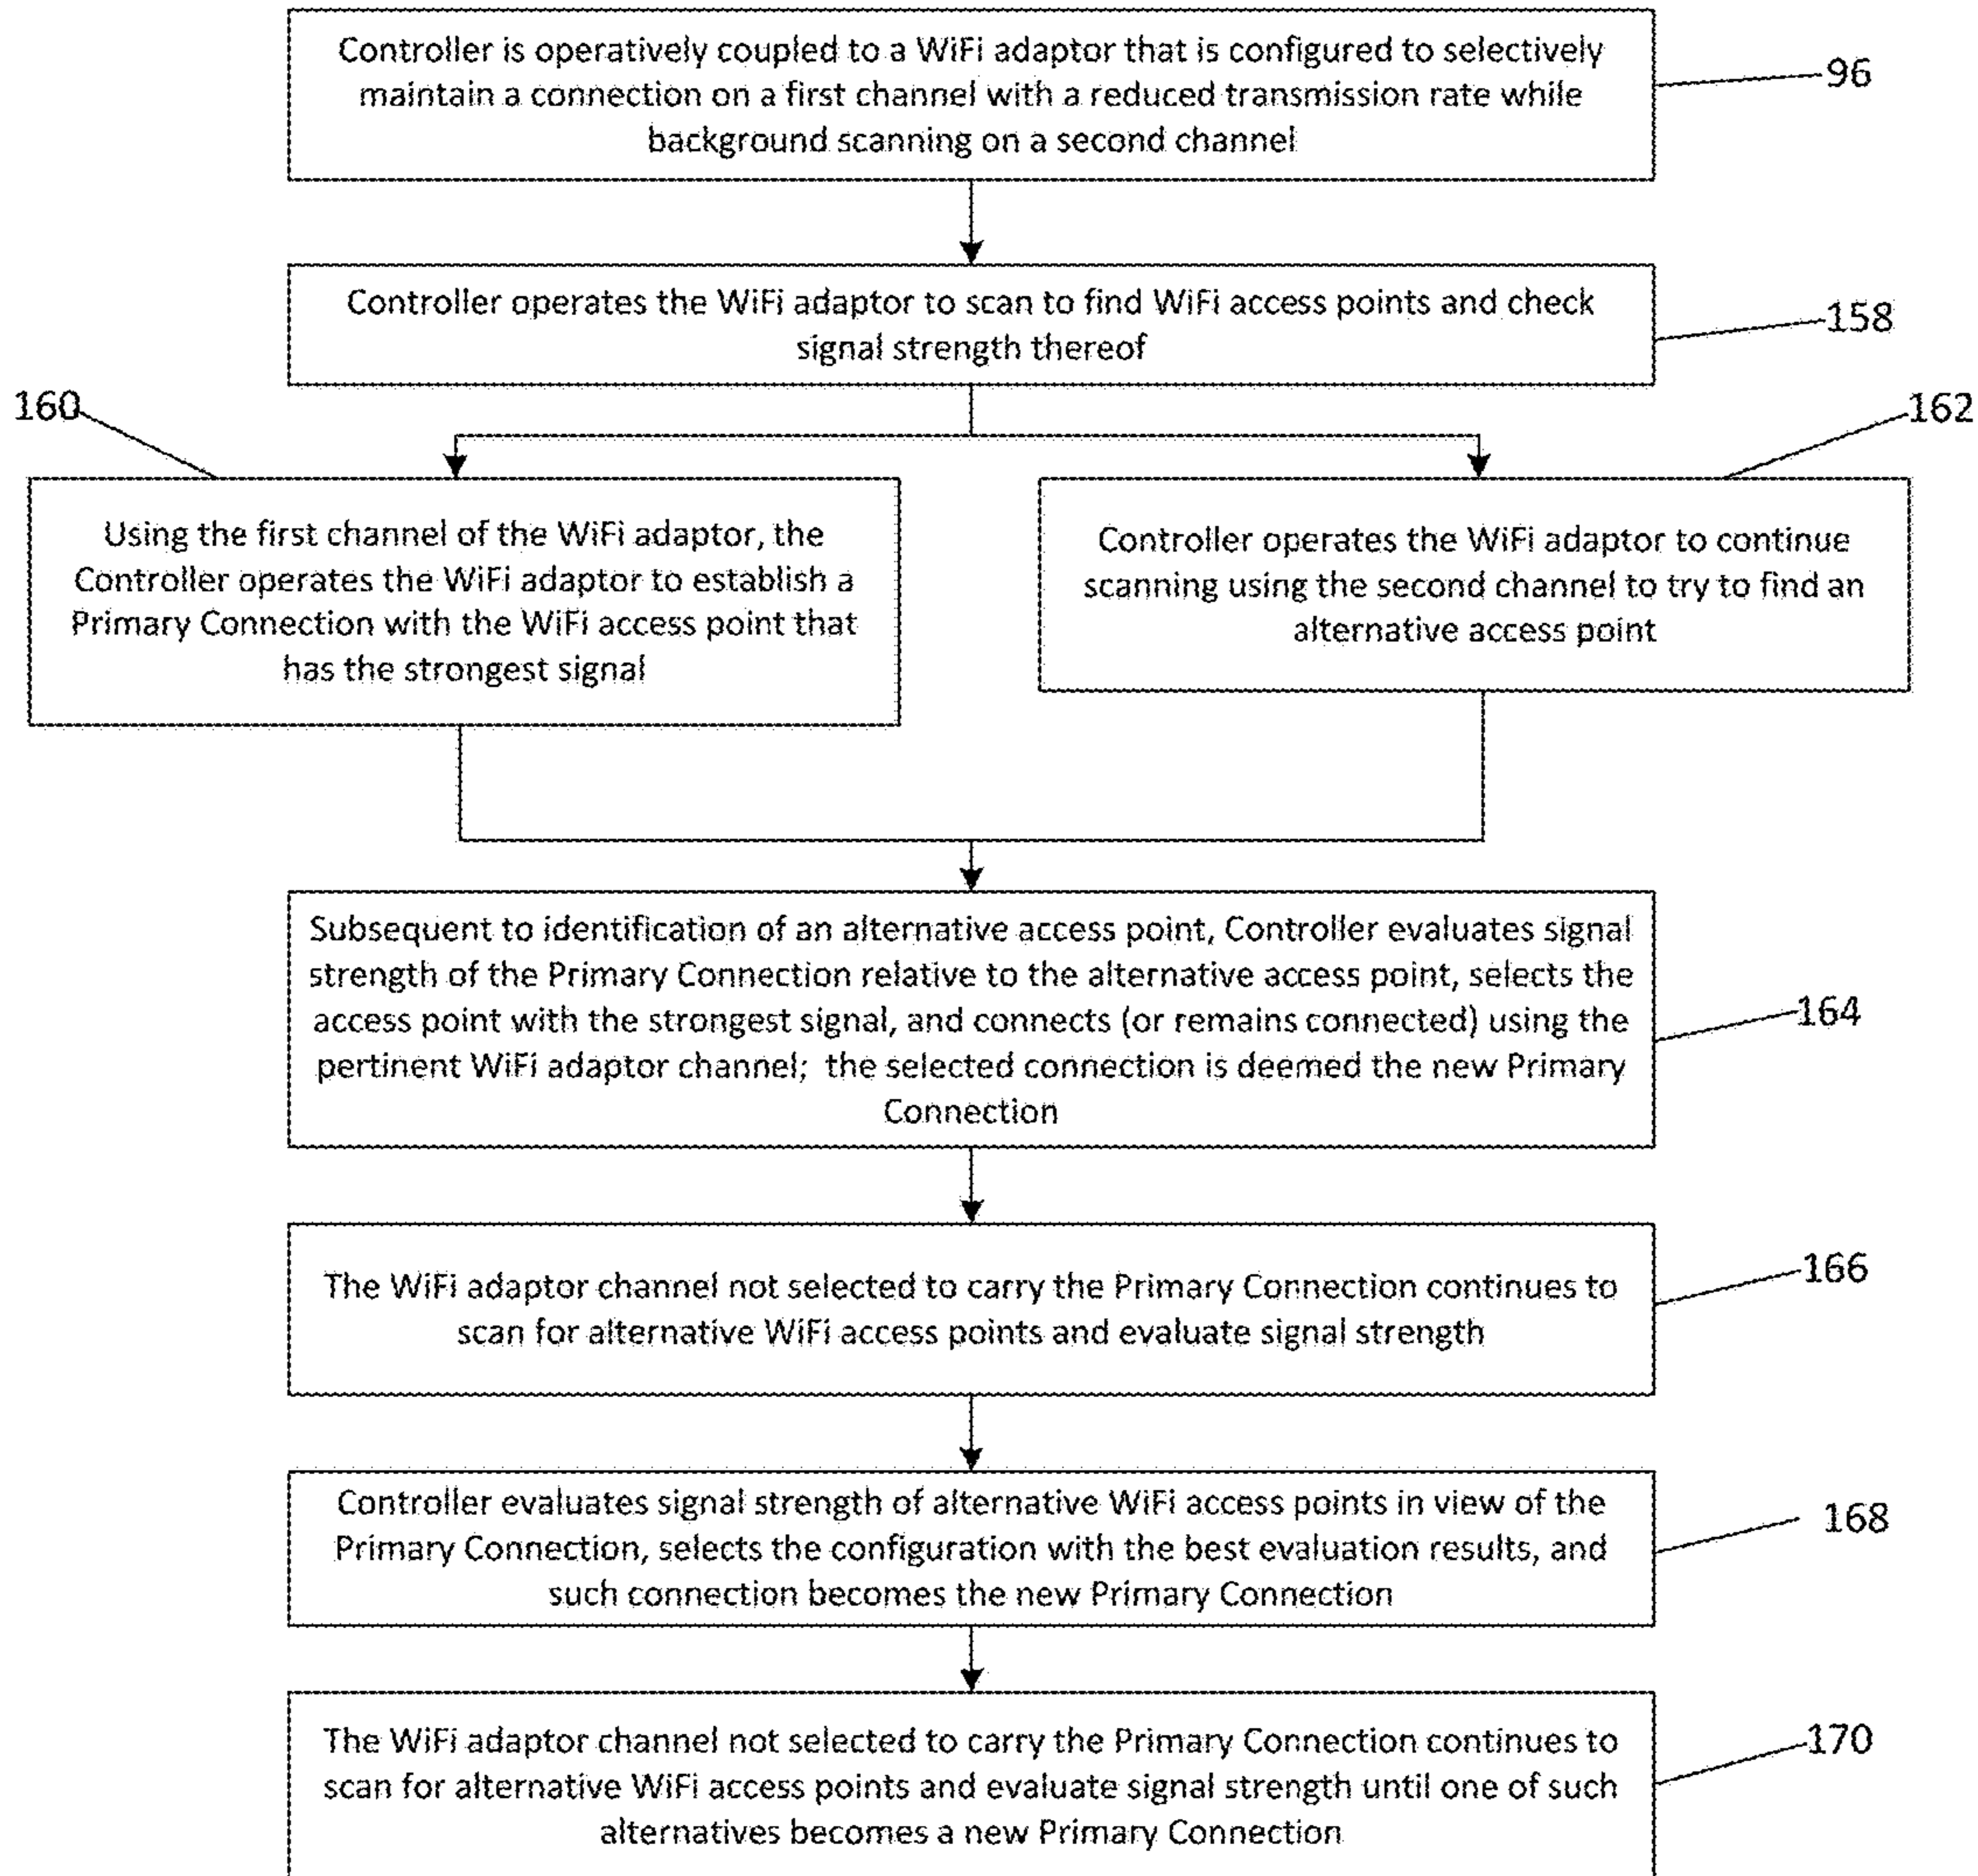 Controller is operatively coupled to a WiFi adaptor that is configured to selectively
maintain a connection on a first channel with a reduced transmission rate while
background scanning on a second channel
96
Controller operates the WiFi adaptor to scan to find WiFi access points and check
signal strength thereof
158
160
162
Using the first channel of the WiFi adaptor, the
Controller operates the WiFi adaptor to establish a
Primary Connection with the WiFi access point that
has the strongest signal
Controller operates the WiFi adaptor to continue
scanning using the second channel to try to find an
alternative access point
Subsequent to identification of an alternative access point, Controller evaluates signal
strength of the Primary Connection relative to the alternative access point, selects the
access point with the strongest signal, and connects (or remains connected) using the
pertinent WiFi adaptor channel; the selected connection is deemed the new Primary
Connection
164
The WiFi adaptor channel not selected to carry the Primary Connection continues to
scan for alternative WiFi access points and evaluate signal strength
166
Controller evaluates signal strength of alternative WiFi access points in view of the
Primary Connection, selects the configuration with the best evaluation results, and
such connection becomes the new Primary Connection
168
The WiFi adaptor channel not selected to carry the Primary Connection continues to
scan for alternative WiFi access points and evaluate signal strength until one of such
alternatives becomes a new Primary Connection
170